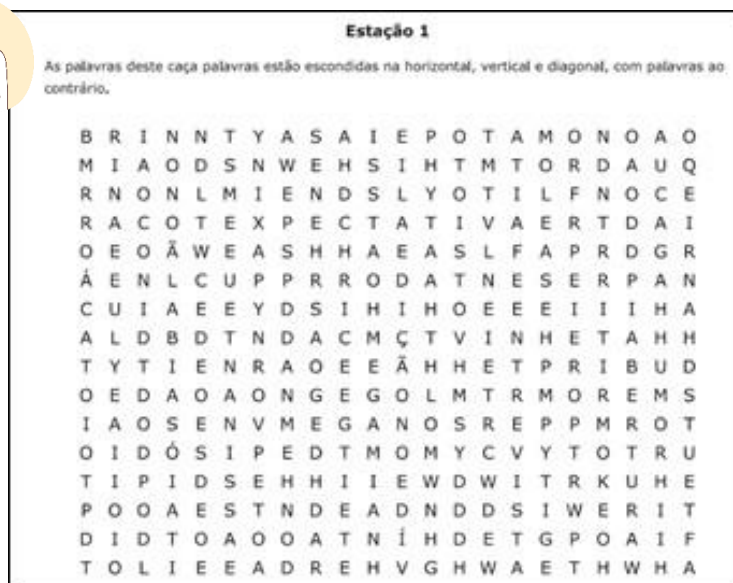 Estação 1
As palavras deste caça palavras estão escondidas na horizontal, vertical e diagonal, com palavras ao
contrário.
B R I N N T Y A S A I E P O T A M O N O A O
M I A O D S N W E H S I H T M T O R D A U Q
R N O N L M I E N D S L Y O T I L F N O C E
R A C O T E X P E C T A T I V A E R T D A I
O E O Ã W E A S H H A E A S L F A P R D G R
Á E N L C U P P R R O D A T N E S E R P A N
C U I A E E Y D S I H I H O E E E I I I H A
A L D B D T N D A C M Ç T V I N H E T A H H
T Y T I E N R A O E E Ã H H E T P R I B U D
O E D A O A O N G E G O L M T R M O R E M S
I A O S E N V M E G A N O S R E P P M R O T
O I D Ó S I P E D T M O M Y C V Y T O T R U
T I P I D S E H H I I E W D W I T R K U H E
P O O A E S T N D E A D N D D S I W E R I T
D I D T O A O O A T N Í H D E T G P O A I F
T O L I E E A D R E H V G H W A E T H W H A